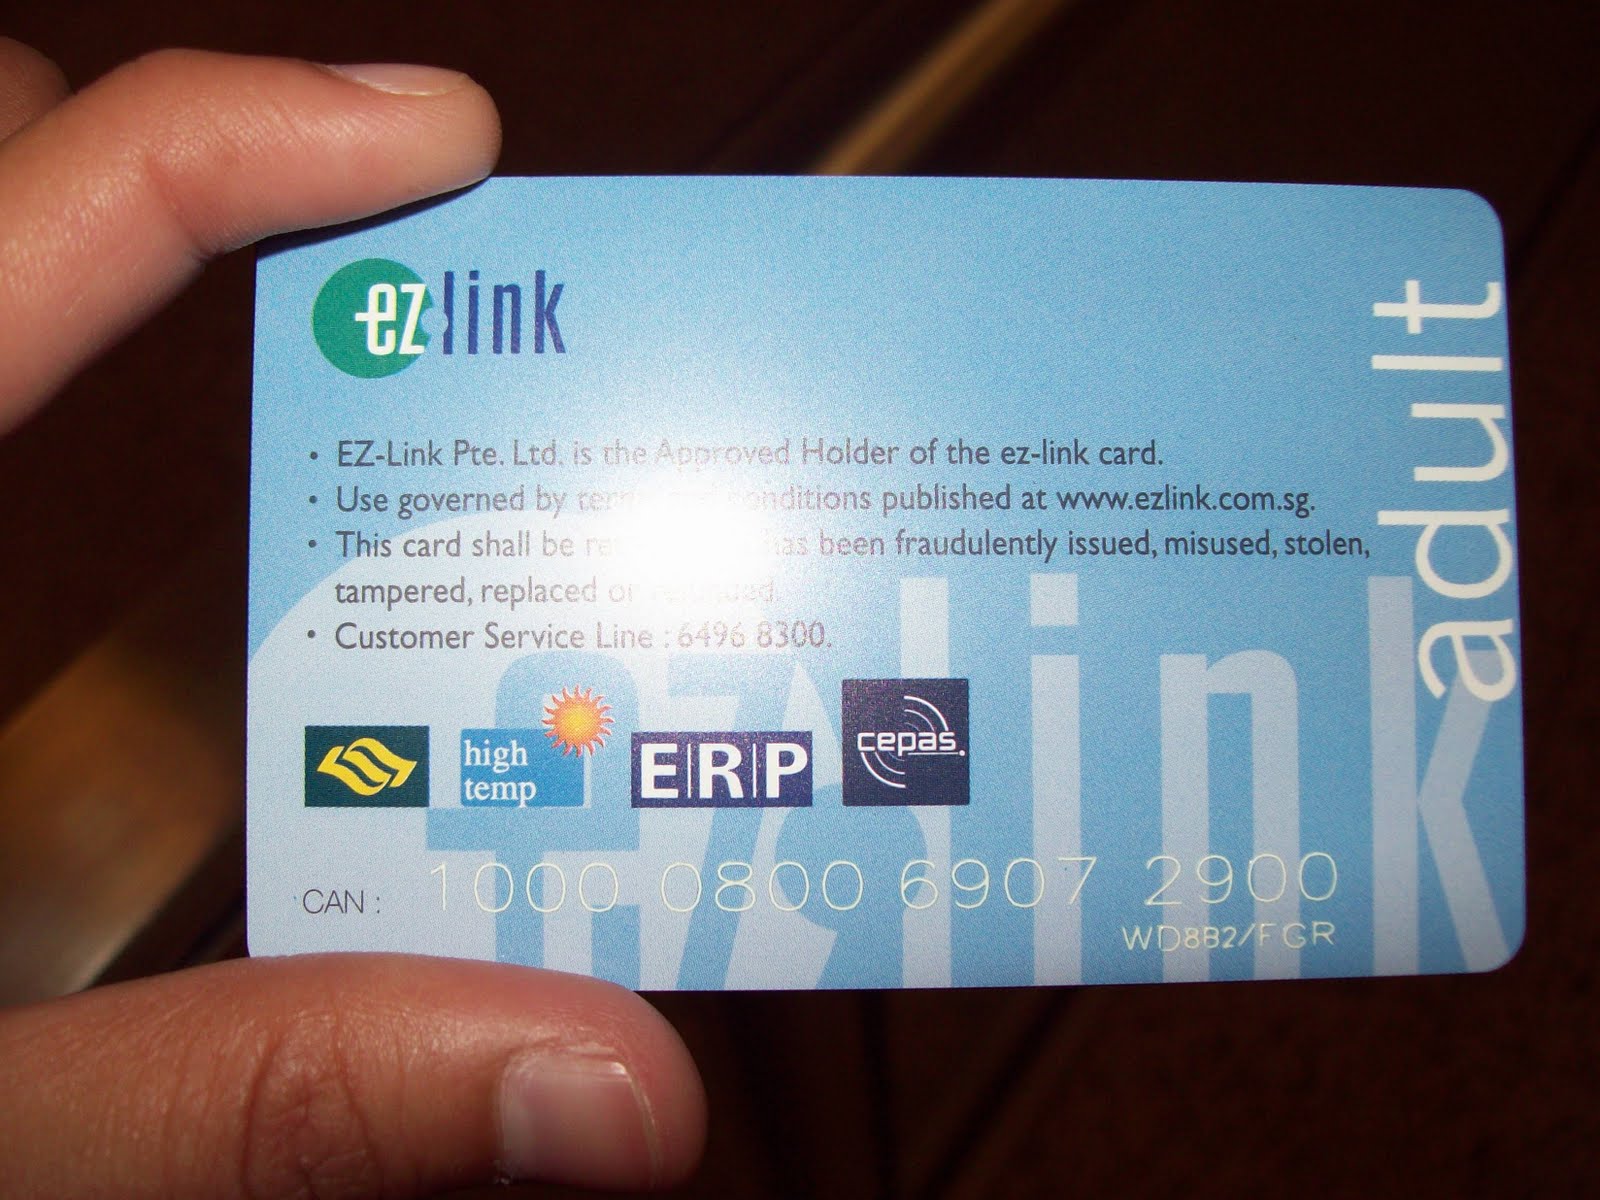 ez link
adult
• EZ-Link Pte. Ltd. is the Approved Holder of the ez-link card.
• Use governed by conditions published at www.ezlink.com.sg.
• This card shall be has been fraudulently issued, misused, stolen,
tampered, replaced or
• Customer Service Line : 6496 8300.
high
temp
E|R|P
cepas.
CAN : 1000 0800 6907 2900
WD8B2/FGR
ez link